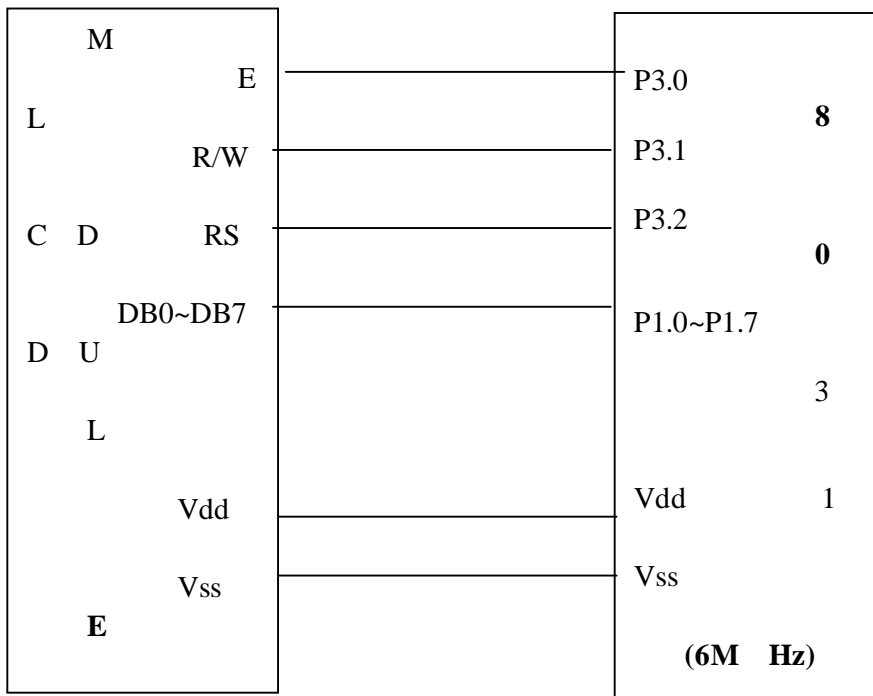 M
E P3.0
L 8
R/W P3.1
C D RS P3.2
0
DB0~DB7 P1.0~P1.7
D U
3
L
Vdd Vdd 1
Vss Vss
E
(6M Hz)